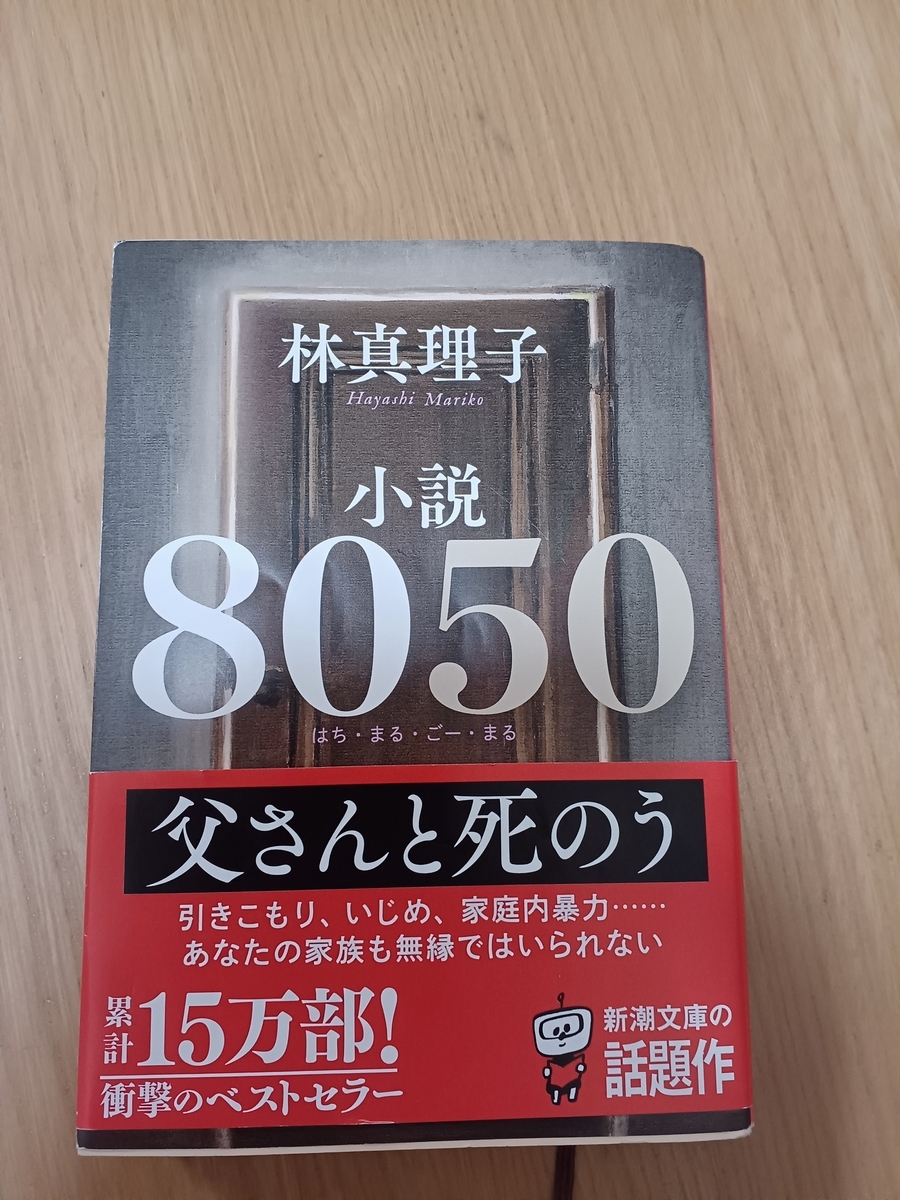 林真理子
Hayashi Mariko
小説
8050
はち・まる・ごー・まる
父さんと死のう
引きこもり、いじめ、家庭内暴力……
あなたの家族も無縁ではいられない
累計15万部!
衝撃のベストセラー
新潮文庫の
話題作